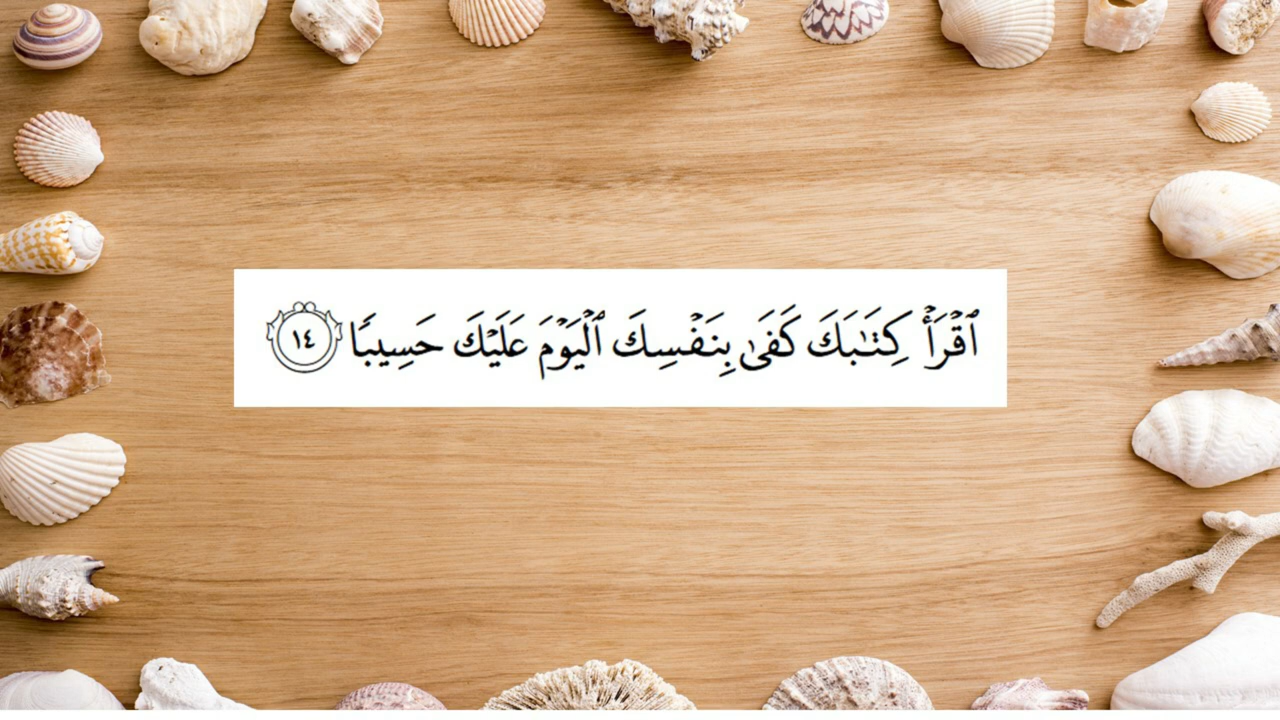 ٱقۡرَأۡ كِتَٰبَكَ كَفَىٰ بِنَفۡسِكَ ٱلۡيَوۡمَ عَلَيۡكَ حَسِيبٗا ١٤